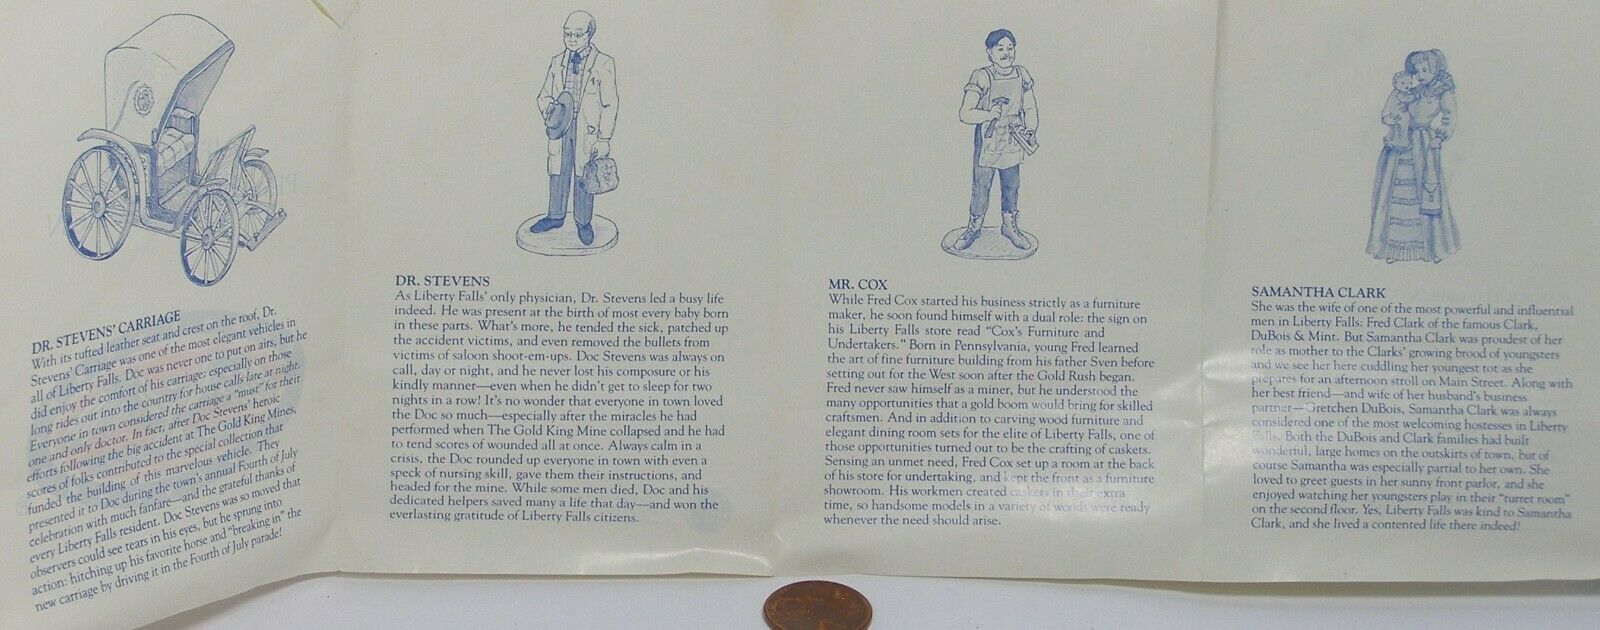 DR. STEVENS' CARRIAGE
With its tufted leather seat and crest on the roof, Dr.
Stevens' Carriage was one of the most elegant vehicles in
all of Liberty Falls. Doc was never one to put on airs, but he
did enjoy the comfort of his carriage: especially on those
long rides out into the country for house calls late at night.
Everyone in town considered the carriage a "must" for their
one and only doctor. In fact, after Doc Stevens' heroic
efforts following the big accident at The Gold King Mines,
scores of folks contributed to the special collection that
funded the building of this marvelous vehicle. They
presented it to Doc during the town's annual Fourth of July
celebration with much fanfare—and the grateful thanks of
every Liberty Falls resident. Doc Stevens was so moved that
observers could see tears in his eyes, but he sprung into
action: hitching up his favorite horse and "breaking in" the
new carriage by driving it in the Fourth of July parade!
DR. STEVENS
As Liberty Falls' only physician, Dr. Stevens led a busy life
indeed. He was present at the birth of most every baby born
in these parts. What's more, he tended the sick, patched up
the accident victims, and even removed the bullets from
victims of saloon shoot-em-ups. Doc Stevens was always on
call, day or night, and he never lost his composure or his
kindly manner—even when he didn't get to sleep for two
nights in a row! It's no wonder that everyone in town loved
the Doc so much—especially after the miracles he had
performed when The Gold King Mine collapsed and he had
to tend scores of wounded all at once. Always calm in a
crisis, the Doc rounded up everyone in town with even a
speck of nursing skill, gave them their instructions, and
headed for the mine. While some men died, Doc and his
dedicated helpers saved many a life that day—and won the
everlasting gratitude of Liberty Falls citizens.
MR. COX
While Fred Cox started his business strictly as a furniture
maker, he soon found himself with a dual role: the sign on
his Liberty Falls store read "Cox's Furniture and
Undertakers." Born in Pennsylvania, young Fred learned
the art of fine furniture building from his father Sven before
setting out for the West soon after the Gold Rush began.
Fred never saw himself as a miner, but he understood the
many opportunities that a gold boom would bring for skilled
craftsmen. And in addition to carving wood furniture and
elegant dining room sets for the elite of Liberty Falls, one of
those opportunities turned out to be the crafting of caskets.
Sensing an unmet need, Fred Cox set up a room at the back
of his store for undertaking, and kept the front as a furniture
showroom. His workmen created caskets in their extra
time, so handsome models in a variety of woods were ready
whenever the need should arise.
SAMANTHA CLARK
She was the wife of one of the most powerful and influential
men in Liberty Falls: Fred Clark of the famous Clark,
DuBois & Mint. But Samantha Clark was proudest of her
role as mother to the Clarks' growing brood of youngsters
and we see her here cuddling her youngest tot as she
prepares for an afternoon stroll on Main Street. Along with
her best friend—and wife of her husband's business
partner—Gretchen DuBois, Samantha Clark was always
considered one of the most welcoming hostesses in Liberty
Falls. Both the DuBois and Clark families had built
wonderful, large homes on the outskirts of town, but of
course Samantha was especially partial to her own. She
loved to greet guests in her sunny front parlor, and she
enjoyed watching her youngsters play in their "turret room"
on the second floor. Yes, Liberty Falls was kind to Samantha
Clark, and she lived a contented life there indeed!